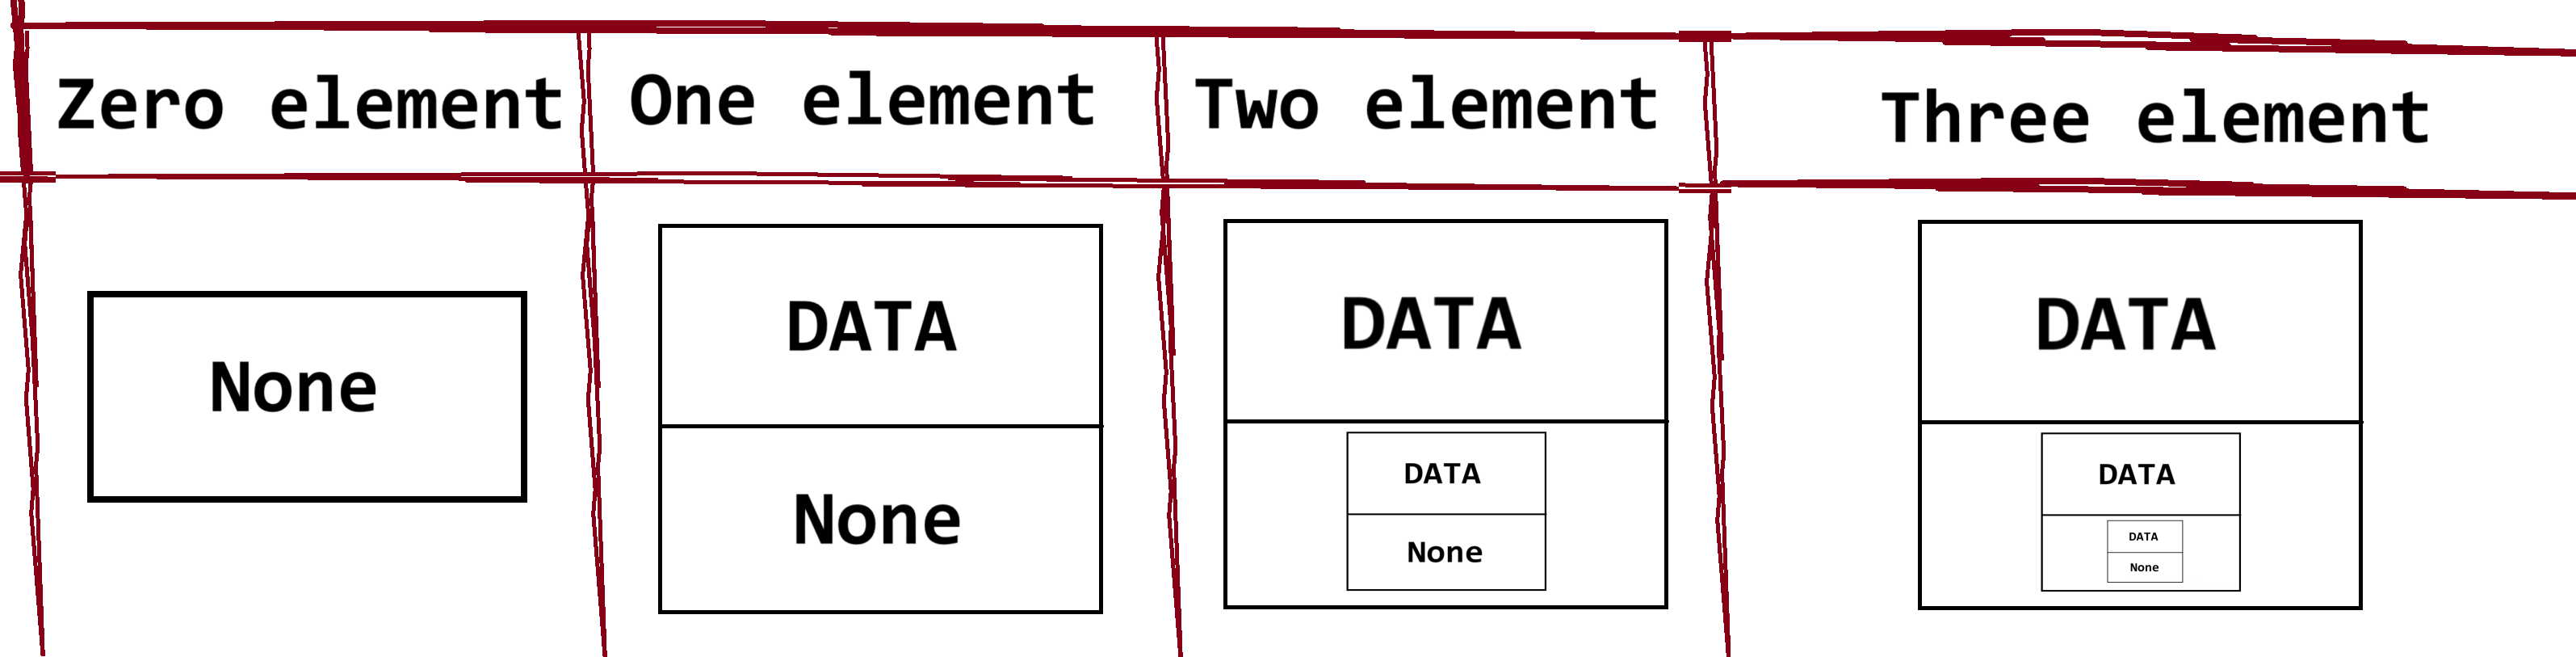 Zero element
One element
Two element
Three element
None
DATA
None
DATA
DATA
None
DATA
DATA
DATA
None